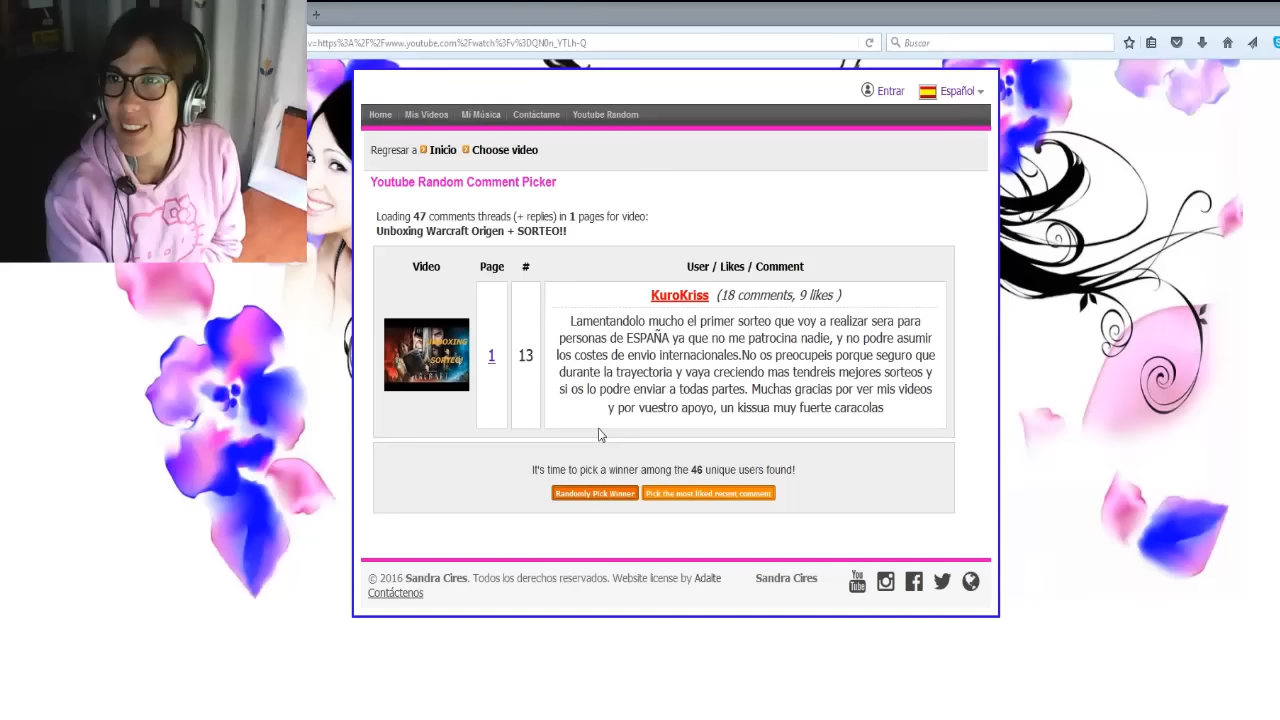 v=https%3A%2F%2Fwww.youtube.com%2Fwatch%3Fv%3DQN0n_YTLh-Q
Buscar
Entrar
Español
Home
Mis Videos
Mi Música
Contáctame
Youtube Random
Regresar a Inicio Choose video
Youtube Random Comment Picker
Loading 47 comments threads (+ replies) in 1 pages for video:
Unboxing Warcraft Origen + SORTEO!!
Video Page # User / Likes / Comment
KuroKriss (18 comments, 9 likes )
UNBOXING
SORTEO!
1
13
Lamentandolo mucho el primer sorteo que voy a realizar sera para
personas de ESPAÑA ya que no me patrocina nadie, y no podre asumir
los costes de envio internacionales.No os preocupeis porque seguro que
durante la trayectoria y vaya creciendo mas tendreis mejores sorteos y
si os lo podre enviar a todas partes. Muchas gracias por ver mis videos
y por vuestro apoyo, un kissua muy fuerte caracolas
It's time to pick a winner among the 46 unique users found!
Randomly Pick Winner
Pick the most liked recent comment
© 2016 Sandra Cires. Todos los derechos reservados. Website license by Adalte
Contáctenos
Sandra Cires
You
Tube